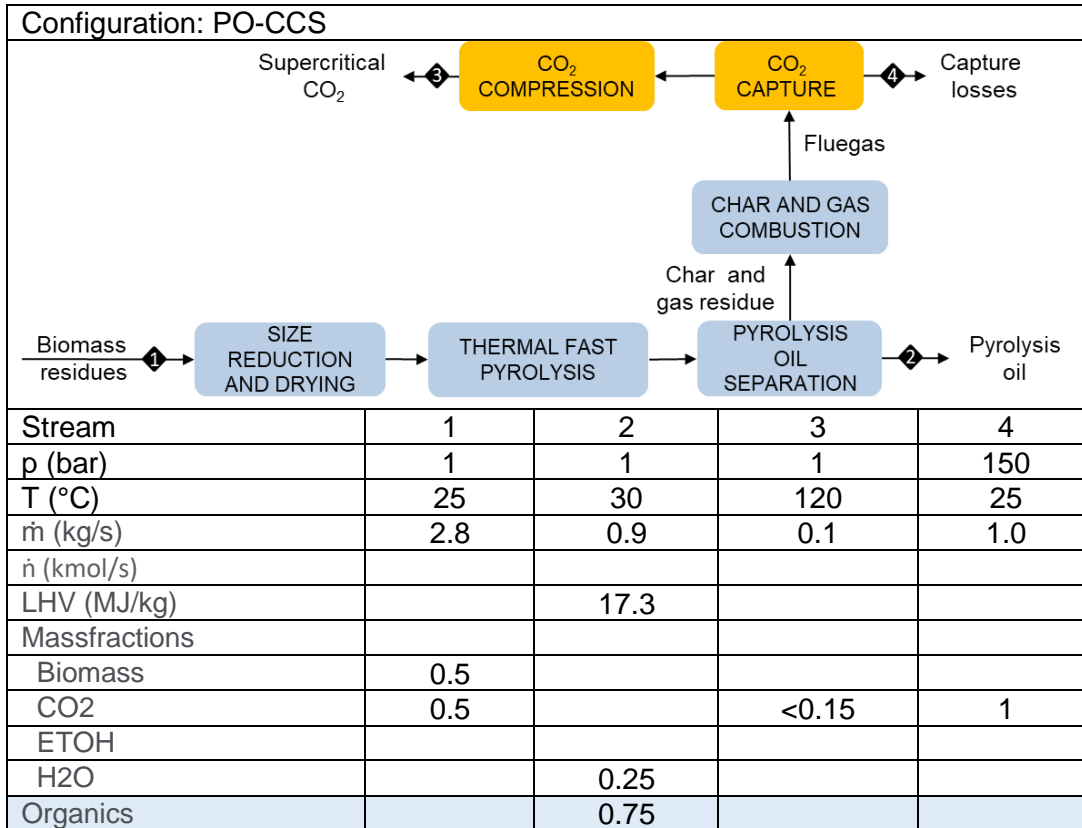 Configuration: PO-CCS
Supercritical
CO2
3
CO2
COMPRESSION
CO2
CAPTURE
4
Capture
losses
Fluegas
CHAR AND GAS
COMBUSTION
Char and
gas residue
Biomass
residues
1
SIZE
REDUCTION
AND DRYING
THERMAL FAST
PYROLYSIS
PYROLYSIS
OIL
SEPARATION
2
Pyrolysis
oil
Stream 1 2 3 4
p (bar) 1 1 1 150
T (°C) 25 30 120 25
ṁ (kg/s) 2.8 0.9 0.1 1.0
ṅ (kmol/s)
LHV (MJ/kg) 17.3
Massfractions
Biomass 0.5
CO2 0.5 <0.15 1
ETOH
H2O 0.25
Organics 0.75